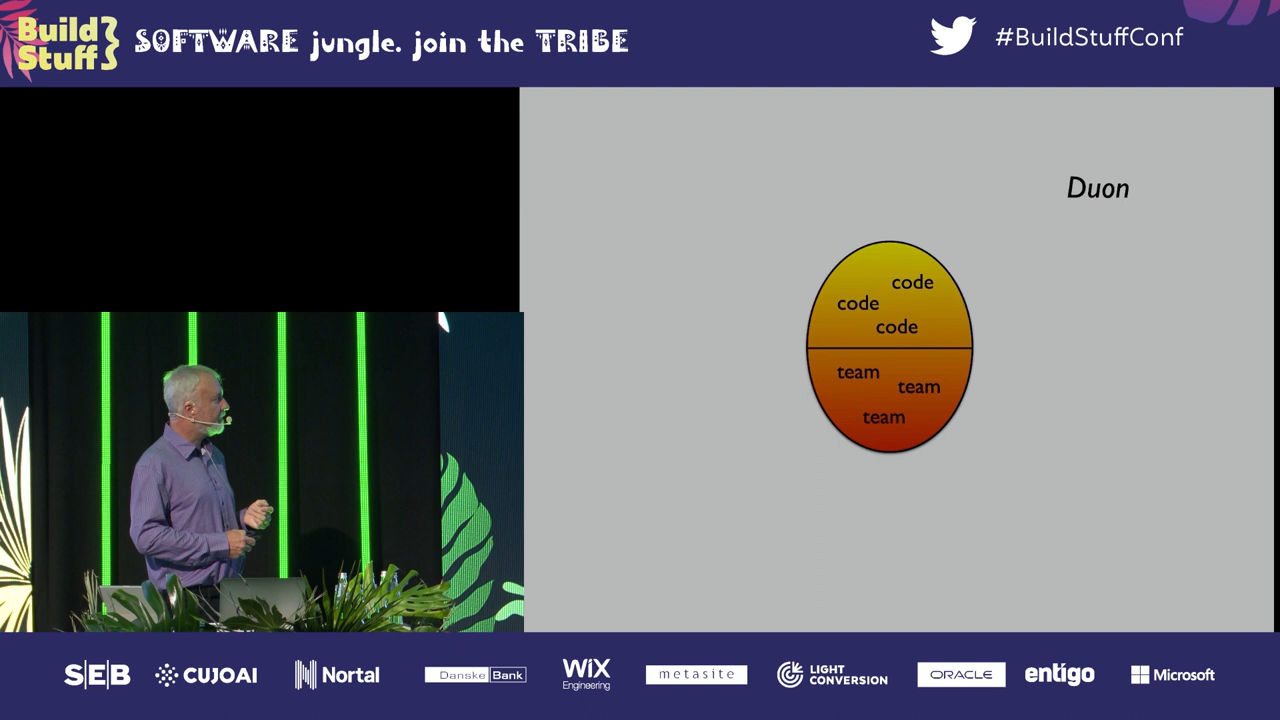 Build
Stuff
SOFTWARE jungle. join the TRIBE
#BuildStuffConf
Duon
code
code
code
team
team
team
S|E|B
CUJOAI
Nortal
Danske Bank
WiX
Engineering
metasite
LIGHT
CONVERSION
ORACLE
entigo
Microsoft